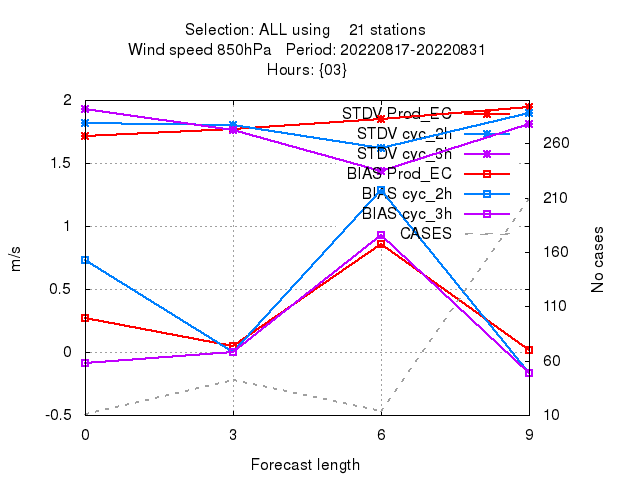 Selection: ALL using 21 stations
Wind speed 850hPa Period: 20220817-20220831
Hours: {03}
2
1.5
1
0.5
0
-0.5
m/s
STDV Prod_EC
STDV cyc_2h
STDV cyc_3h
BIAS Prod_EC
BIAS cyc_2h
BIAS cyc_3h
CASES
260
210
160
110
60
10
No cases
0 3 6 9
Forecast length